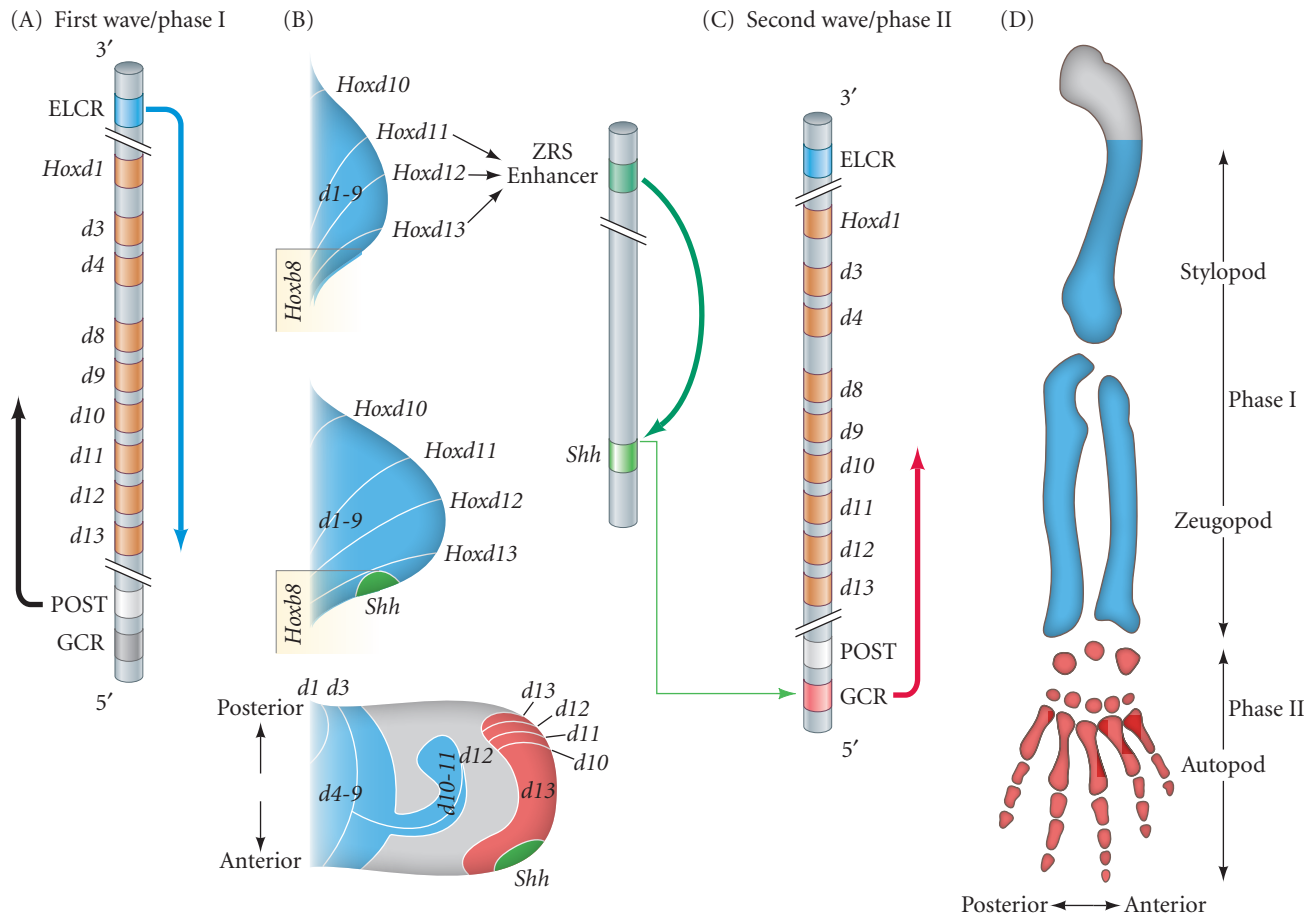 (A) First wave/phase I
3′
ELCR
Hoxd1
d3
d4
d8
d9
d10
d11
d12
d13
POST
GCR
5′
(B)
Hoxd10
Hoxd11
Hoxd12
Hoxd13
d1-9
Hoxb8
ZRS
Enhancer
Shh
Hoxd10
Hoxd11
Hoxd12
Hoxd13
d1-9
Hoxb8
Shh
d1 d3
Posterior
Anterior
d4-9
d10-11
d12
d13
d13
d12
d11
d10
Shh
(C) Second wave/phase II
3′
ELCR
Hoxd1
d3
d4
d8
d9
d10
d11
d12
d13
POST
GCR
5′
(D)
Stylopod
Phase I
Zeugopod
Phase II
Autopod
Posterior Anterior